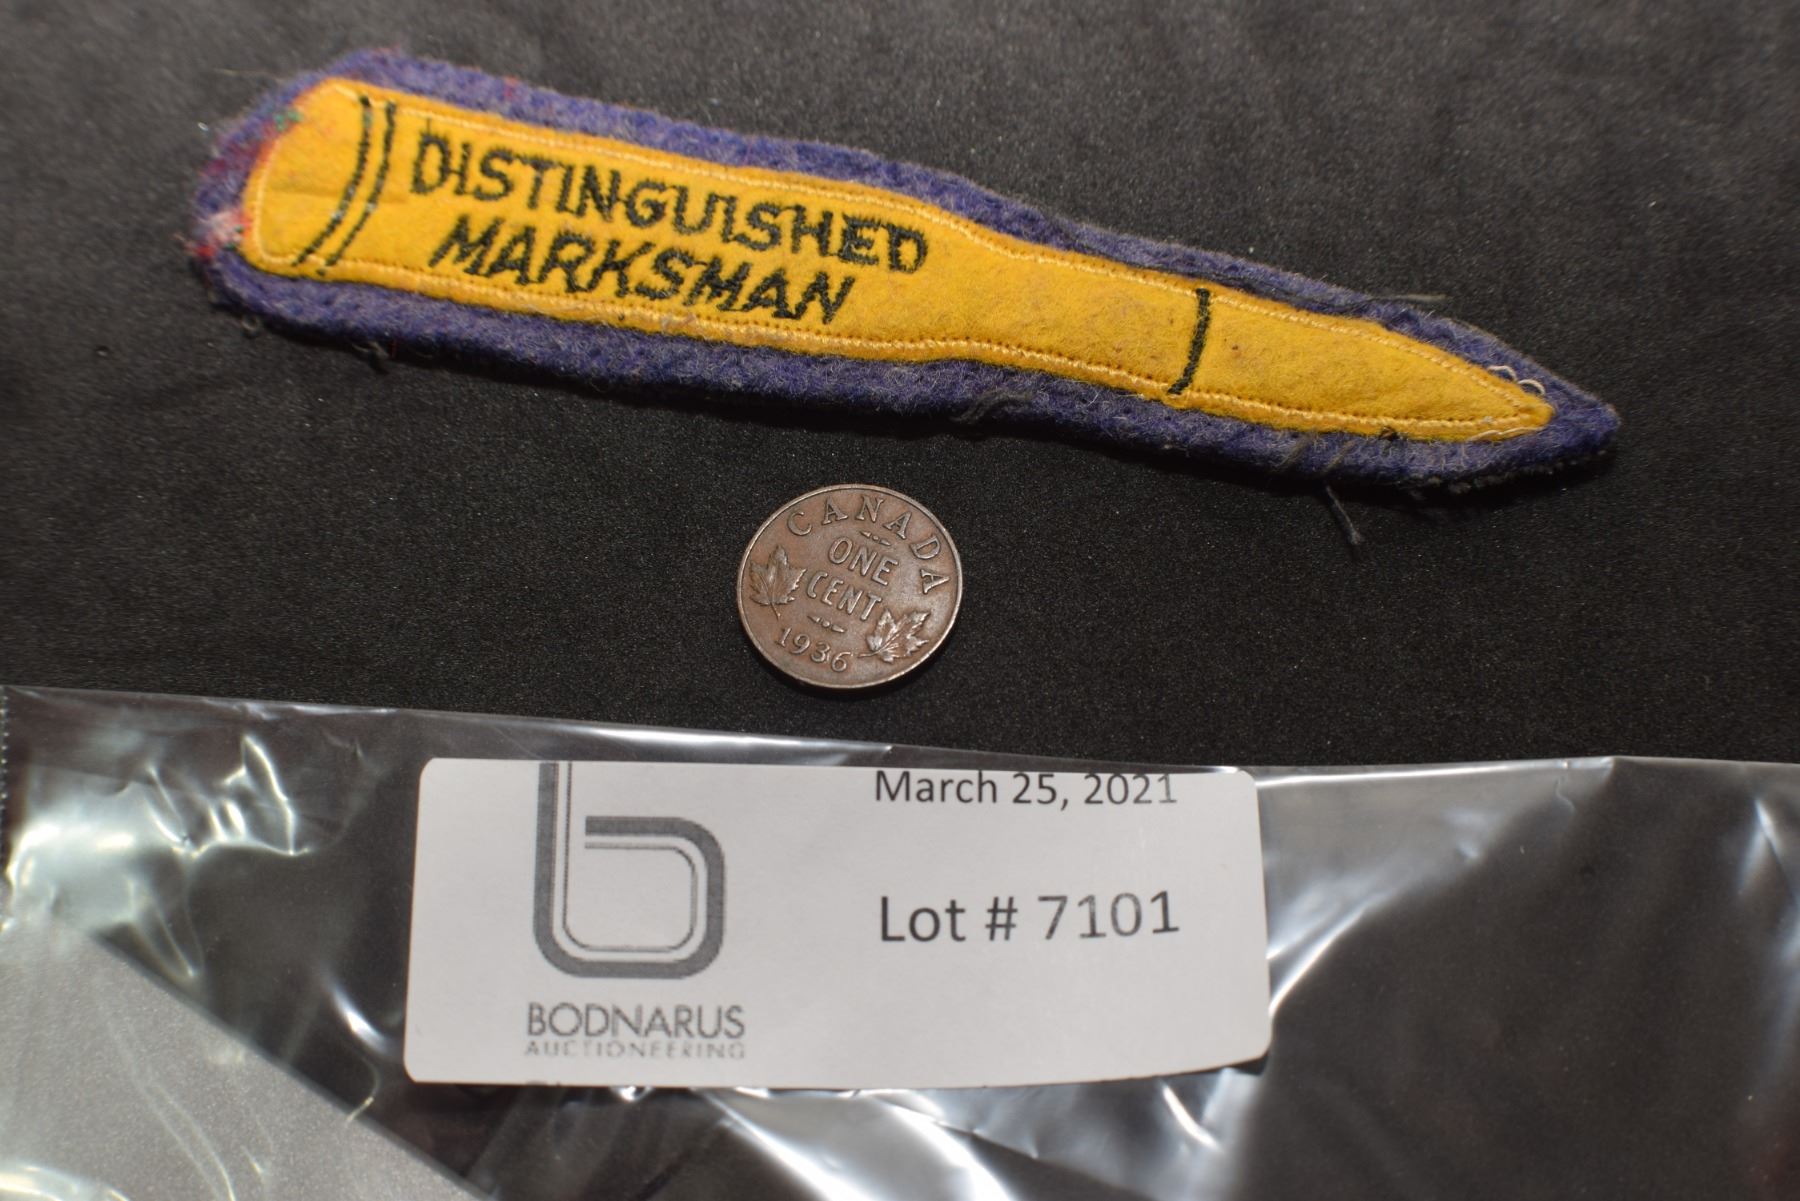 DISTINGUISHED
MARKSMAN
CANADA
ONE
CENT
1936
March 25, 2021
Lot # 7101
BODNARUS
AUCTIONEERING